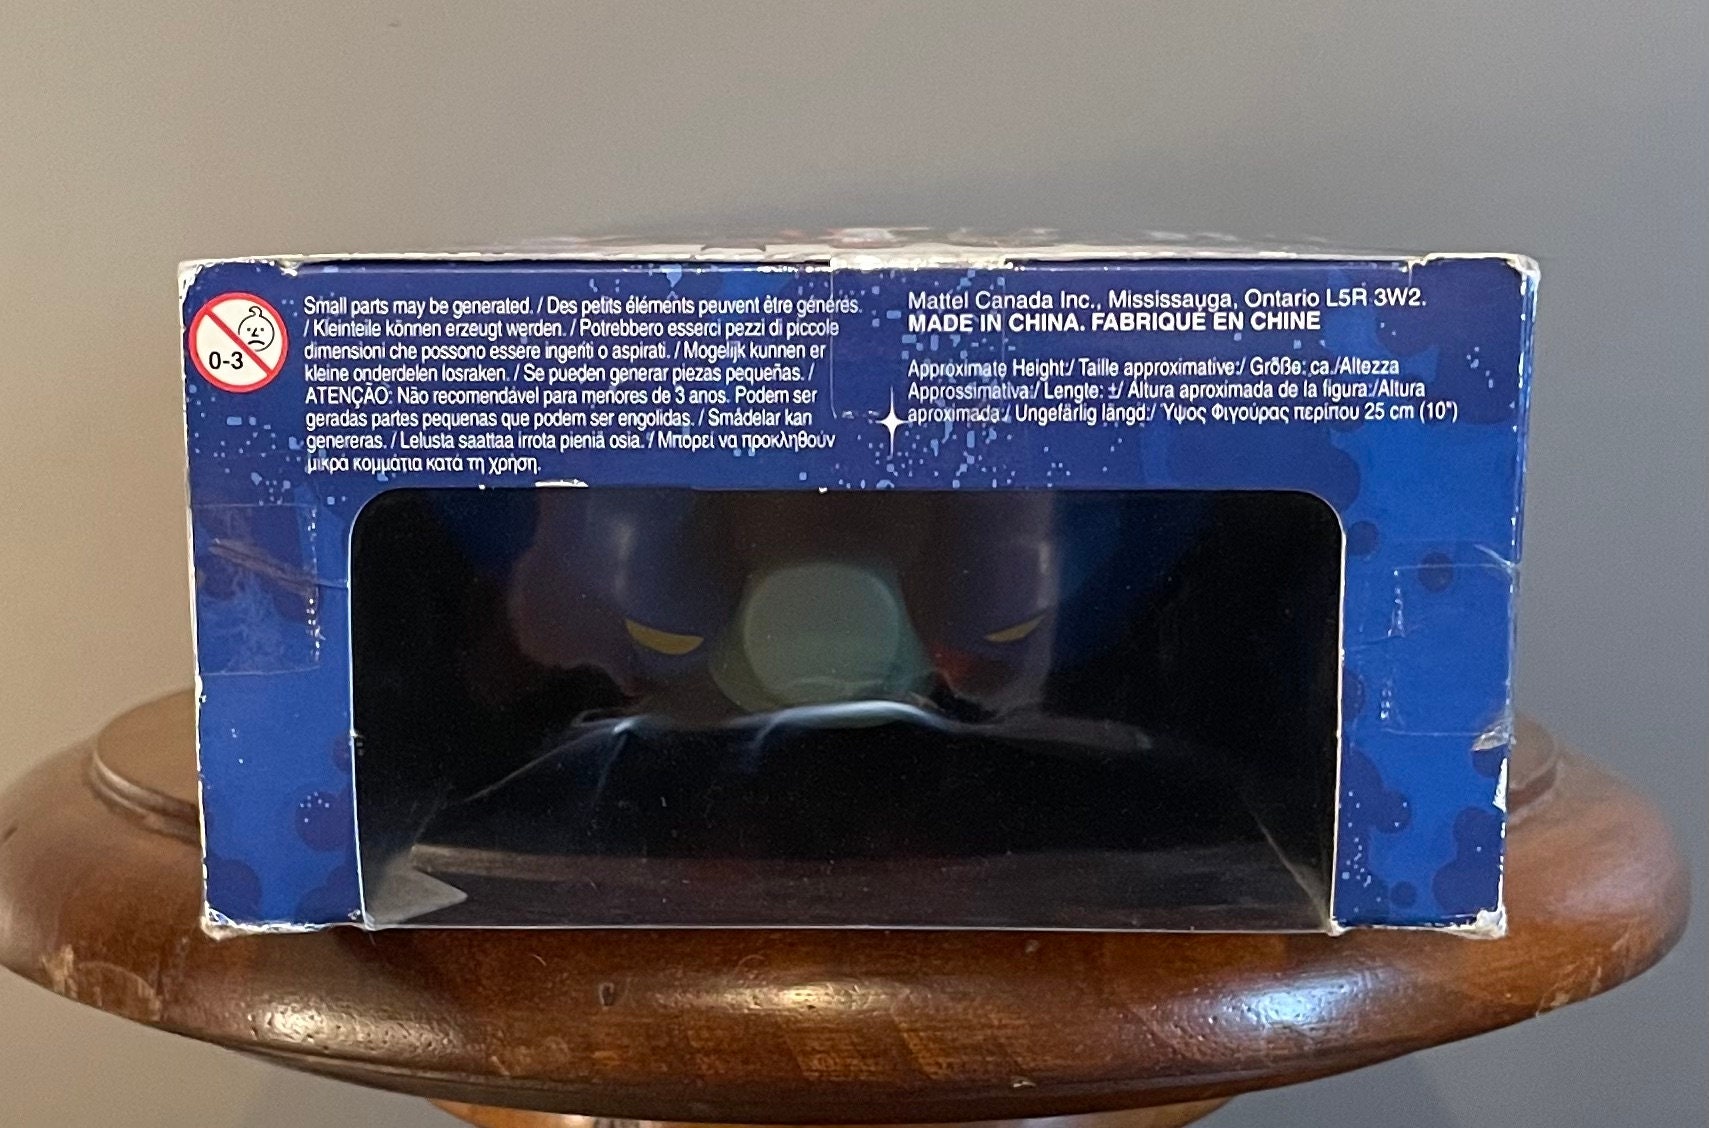 0-3
Small parts may be generated. / Des petits éléments peuvent être générés.
/ Kleinteile können erzeugt werden. / Potrebbero esserci pezzi di piccole
dimensioni che possono essere ingeriti o aspirati. / Mogelijk kunnen er
kleine onderdelen losraken. / Se pueden generar piezas pequeñas. /
ATENÇÃO: Não recomendável para menores de 3 anos. Podem ser
geradas partes pequenas que podem ser engolidas. / Smådelar kan
genereras. / Lelusta saattaa irrota pieniä osia. / Μπορεί να προκληθούν
μικρά κομμάτια κατά τη χρήση.
Mattel Canada Inc., Mississauga, Ontario L5R 3W2.
MADE IN CHINA. FABRIQUÉ EN CHINE
Approximate Height:/ Taille approximative:/ Größe: ca./Altezza
Approssimativa:/ Lengte: ±/ Altura aproximada de la figura:/Altura
aproximada:/ Ungefärlig längd:/ Ύψος Φιγούρας περίπου 25 cm (10")